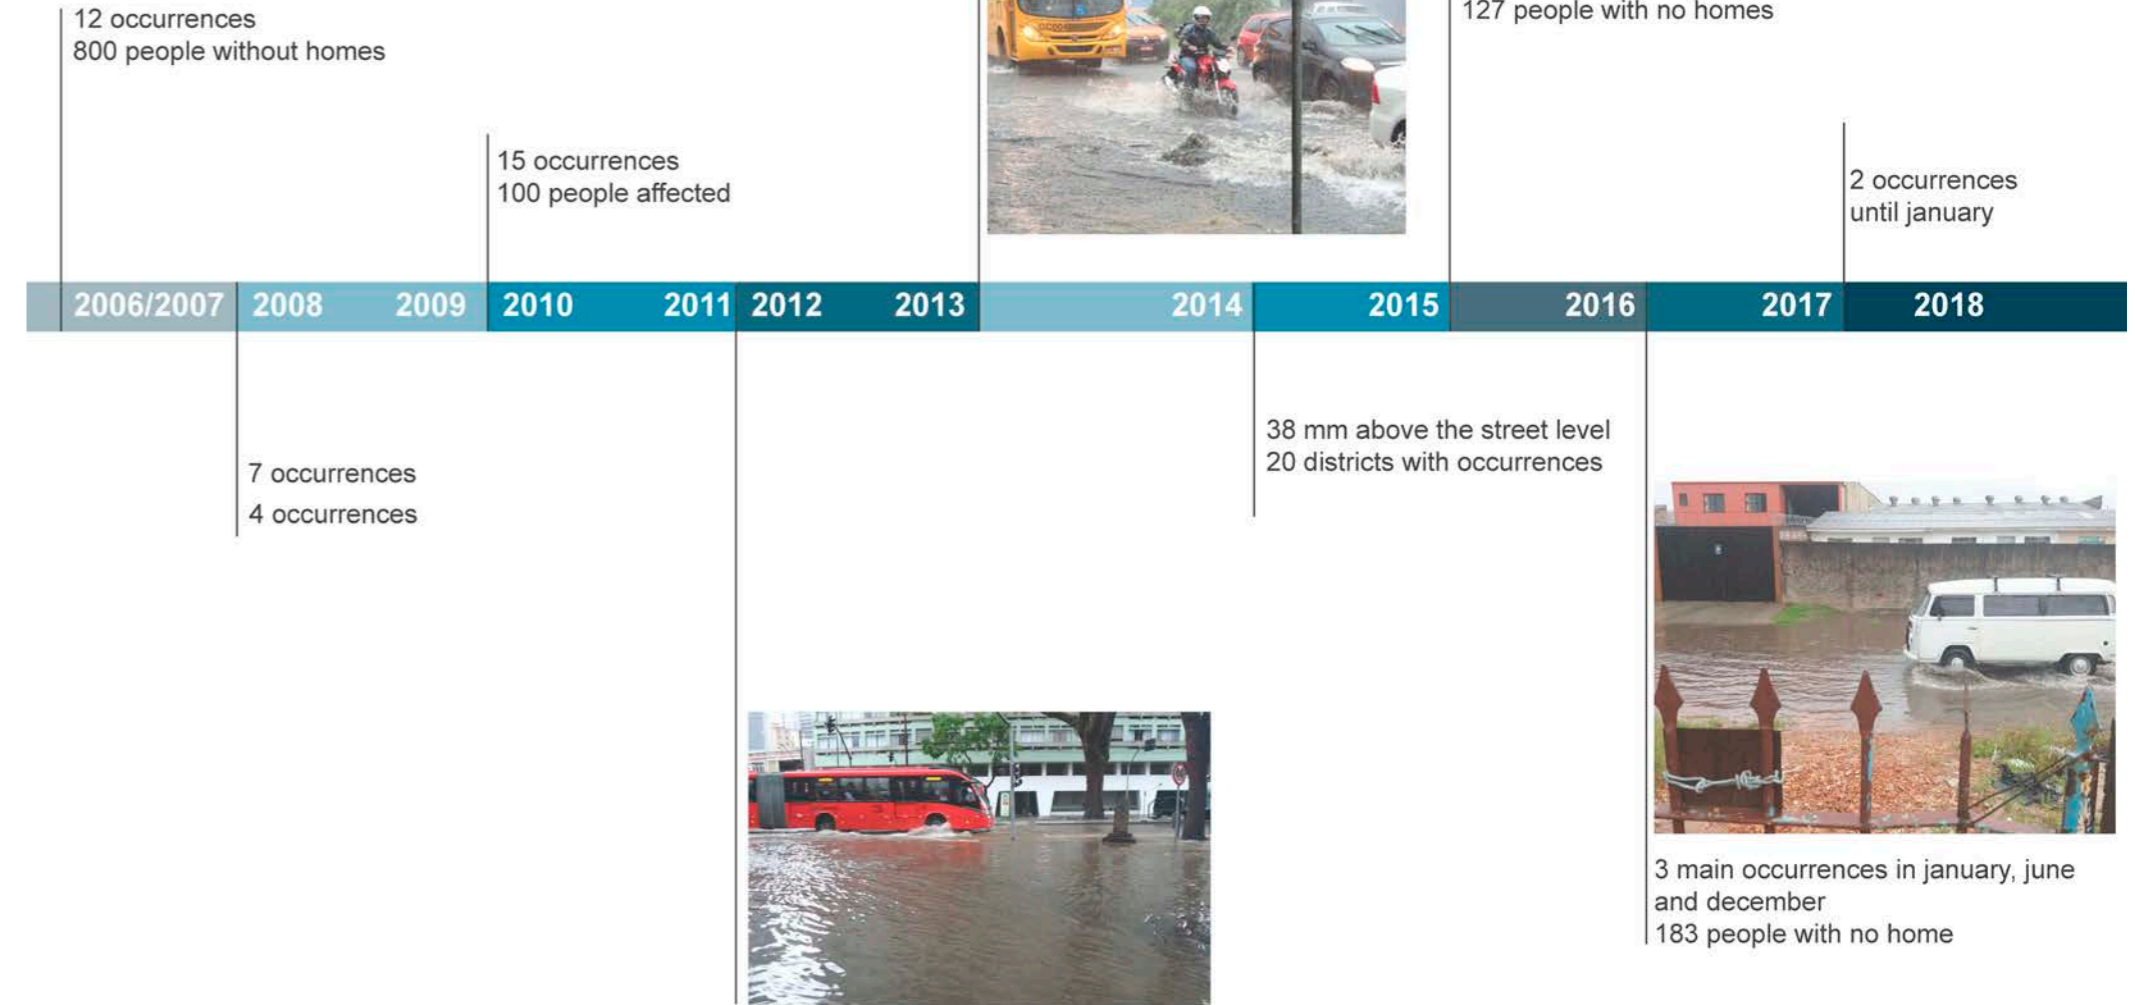 12 occurrences
800 people without homes
127 people with no homes
15 occurrences
100 people affected
2 occurrences
until january
2006/2007 2008 2009 2010 2011 2012 2013 2014 2015 2016 2017 2018
7 occurrences
4 occurrences
38 mm above the street level
20 districts with occurrences
3 main occurrences in january, june
and december
183 people with no home